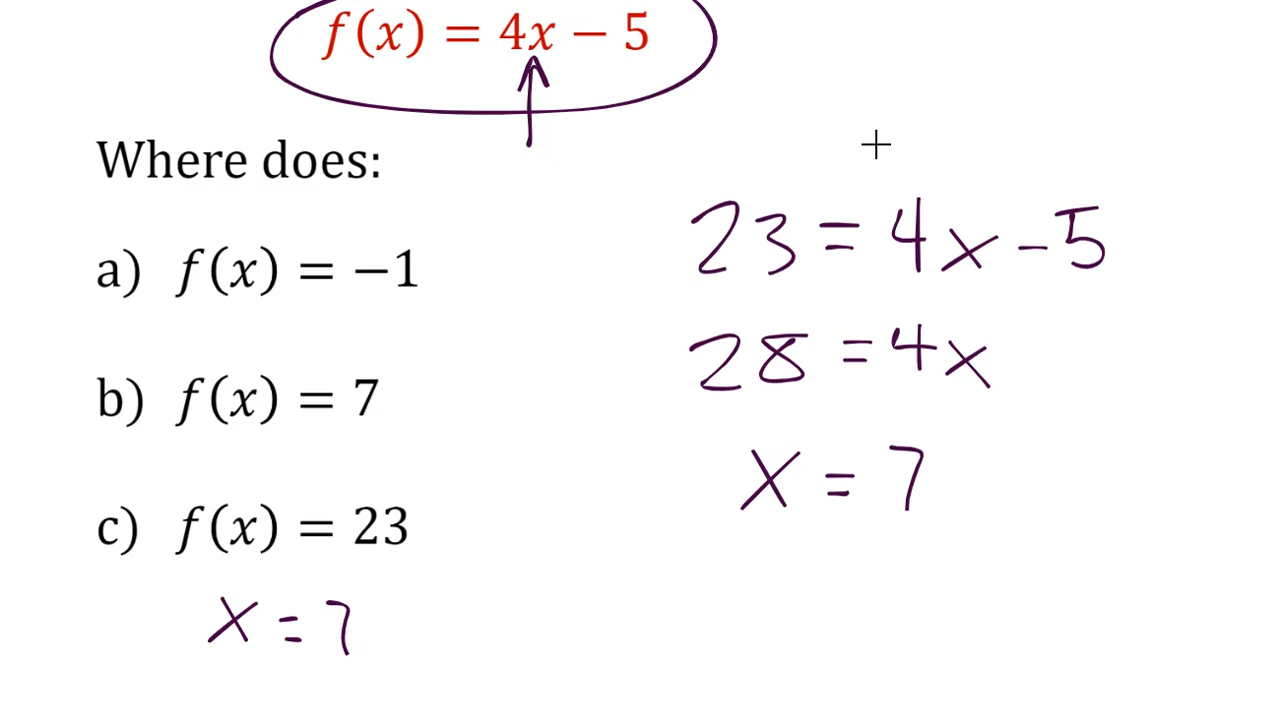 f(x) = 4x − 5
Where does:
a) f(x) = −1
b) f(x) = 7
c) f(x) = 23
x = 7
23 = 4x - 5
28 = 4x
x = 7